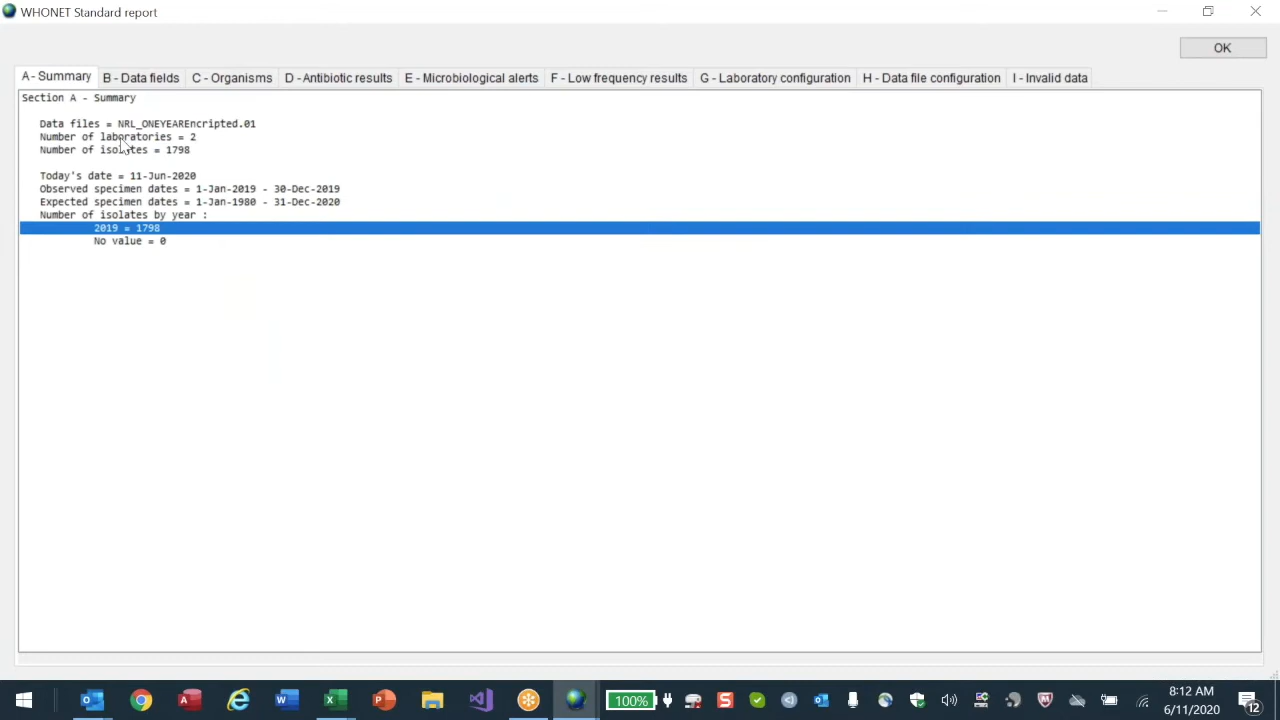 WHONET Standard report
OK
A - Summary B - Data fields C - Organisms D - Antibiotic results E - Microbiological alerts F - Low frequency results G - Laboratory configuration H - Data file configuration I - Invalid data
Section A - Summary
Data files = NRL_ONEYEAREncripted.01
Number of laboratories = 2
Number of isolates = 1798
Today's date = 11-Jun-2020
Observed specimen dates = 1-Jan-2019 - 30-Dec-2019
Expected specimen dates = 1-Jan-1980 - 31-Dec-2020
Number of isolates by year :
2019 = 1798
No value = 0
100%
8:12 AM
6/11/2020
12